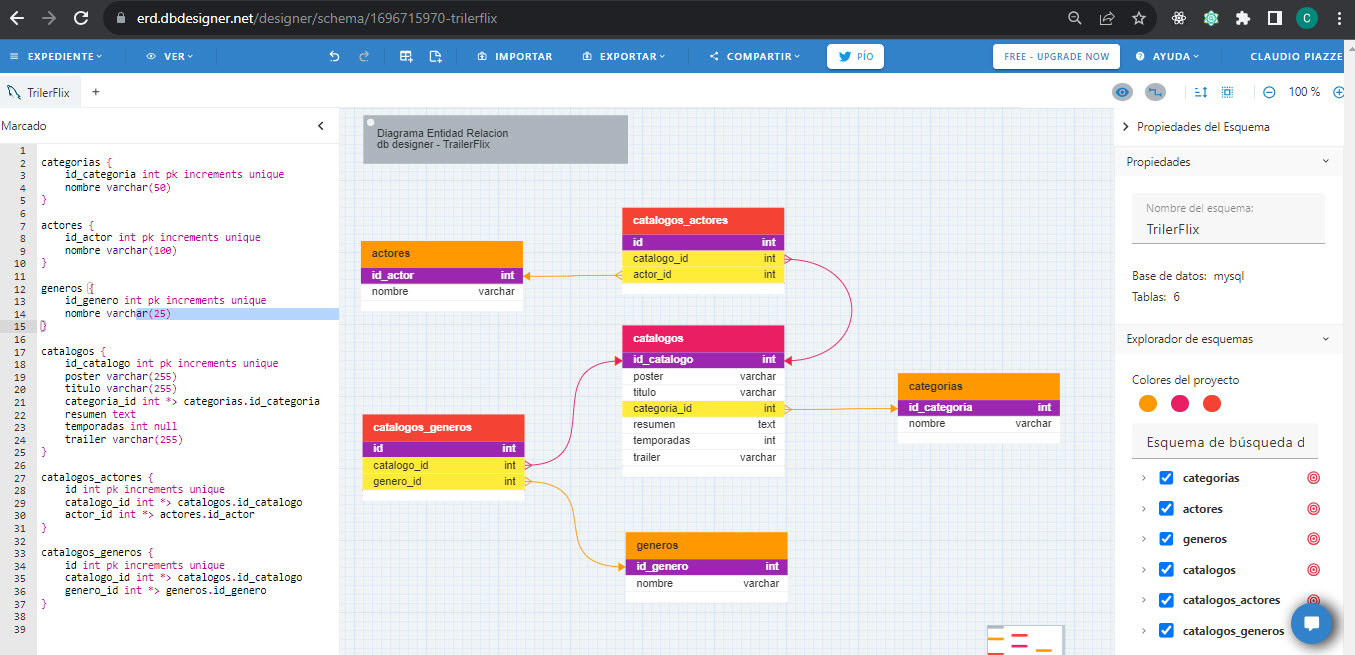 erd.dbdesigner.net/designer/schema/1696715970-trilerflix
C
EXPEDIENTE
VER
IMPORTAR
EXPORTAR
COMPARTIR
PÍO
FREE - UPGRADE NOW
AYUDA
CLAUDIO PIAZZE
TrilerFlix
+
100 %
Marcado
1
2 categorias {
3 id_categoria int pk increments unique
4 nombre varchar(50)
5 }
6
7 actores {
8 id_actor int pk increments unique
9 nombre varchar(100)
10 }
11
12 generos {
13 id_genero int pk increments unique
14 nombre varchar(25)
15 }
16
17 catalogos {
18 id_catalogo int pk increments unique
19 poster varchar(255)
20 titulo varchar(255)
21 categoria_id int *> categorias.id_categoria
22 resumen text
23 temporadas int null
24 trailer varchar(255)
25 }
26
27 catalogos_actores {
28 id int pk increments unique
29 catalogo_id int *> catalogos.id_catalogo
30 actor_id int *> actores.id_actor
31 }
32
33 catalogos_generos {
34 id int pk increments unique
35 catalogo_id int *> catalogos.id_catalogo
36 genero_id int *> generos.id_genero
37 }
38
39
Diagrama Entidad Relacion
db designer - TrailerFlix
actores
id_actor int
nombre varchar
catalogos_actores
id int
catalogo_id int
actor_id int
catalogos
id_catalogo int
poster varchar
titulo varchar
categoria_id int
resumen text
temporadas int
trailer varchar
categorias
id_categoria int
nombre varchar
catalogos_generos
id int
catalogo_id int
genero_id int
generos
id_genero int
nombre varchar
Propiedades del Esquema
Propiedades
Nombre del esquema:
TrilerFlix
Base de datos: mysql
Tablas: 6
Explorador de esquemas
Colores del proyecto
Esquema de búsqueda d
categorias
actores
generos
catalogos
catalogos_actores
catalogos_generos